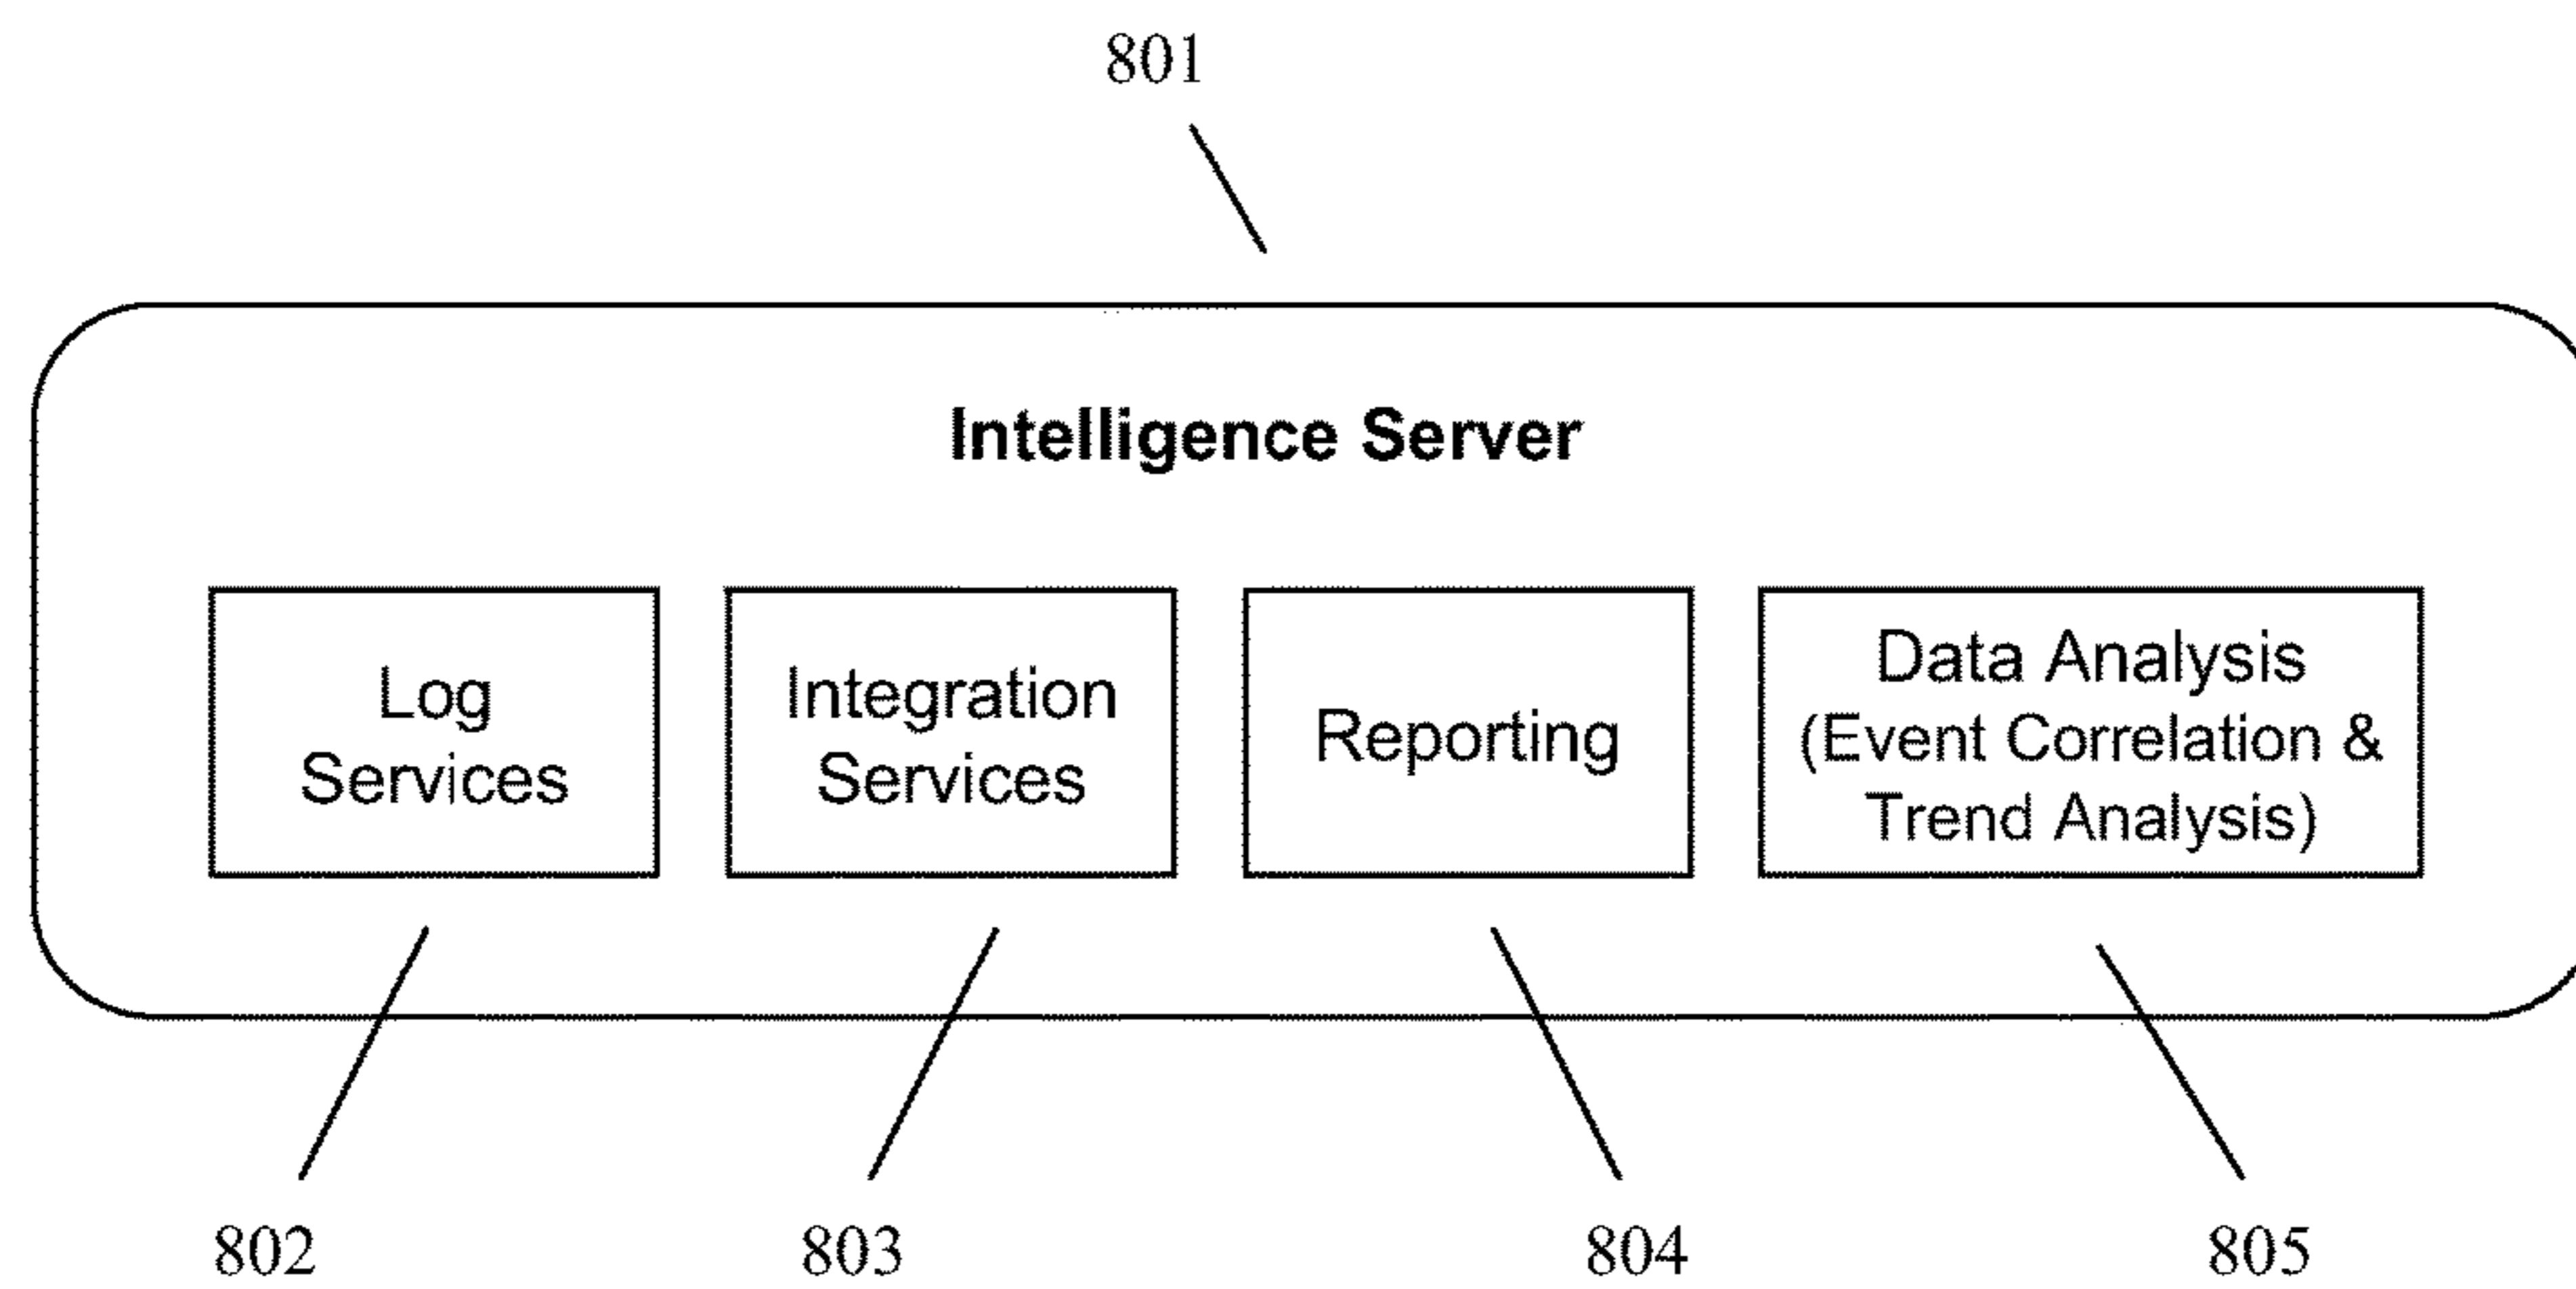 801
Intelligence Server
Log
Services
Integration
Services
Reporting
Data Analysis
(Event Correlation &
Trend Analysis)
802
803
804
805